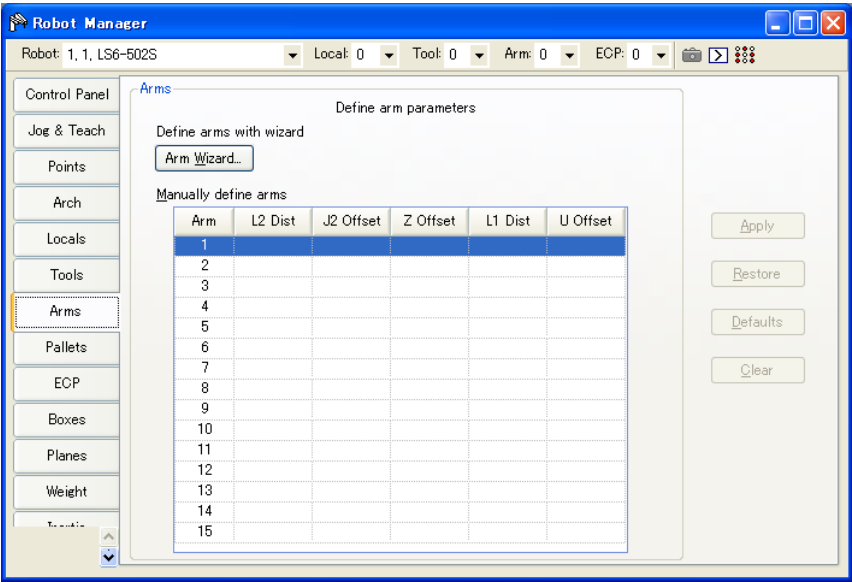 Robot Manager
Robot: 1, 1, LS6-502S Local: 0 Tool: 0 Arm: 0 ECP: 0
Control Panel
Jog & Teach
Points
Arch
Locals
Tools
Arms
Pallets
ECP
Boxes
Planes
Weight
Inertia
Arms
Define arm parameters
Define arms with wizard
Arm Wizard...
Manually define arms
Arm L2 Dist J2 Offset Z Offset L1 Dist U Offset
1
2
3
4
5
6
7
8
9
10
11
12
13
14
15
Apply
Restore
Defaults
Clear